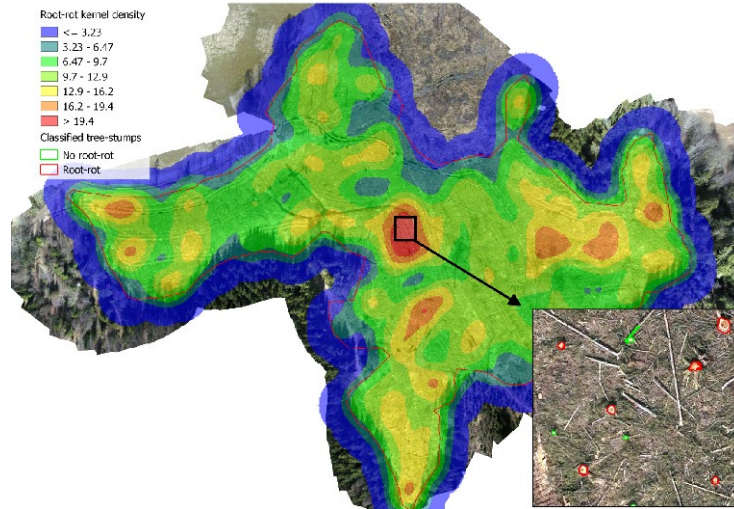 Root-rot kernel density
<= 3.23
3.23 - 6.47
6.47 - 9.7
9.7 - 12.9
12.9 - 16.2
16.2 - 19.4
> 19.4
Classified tree-stumps
No root-rot
Root-rot